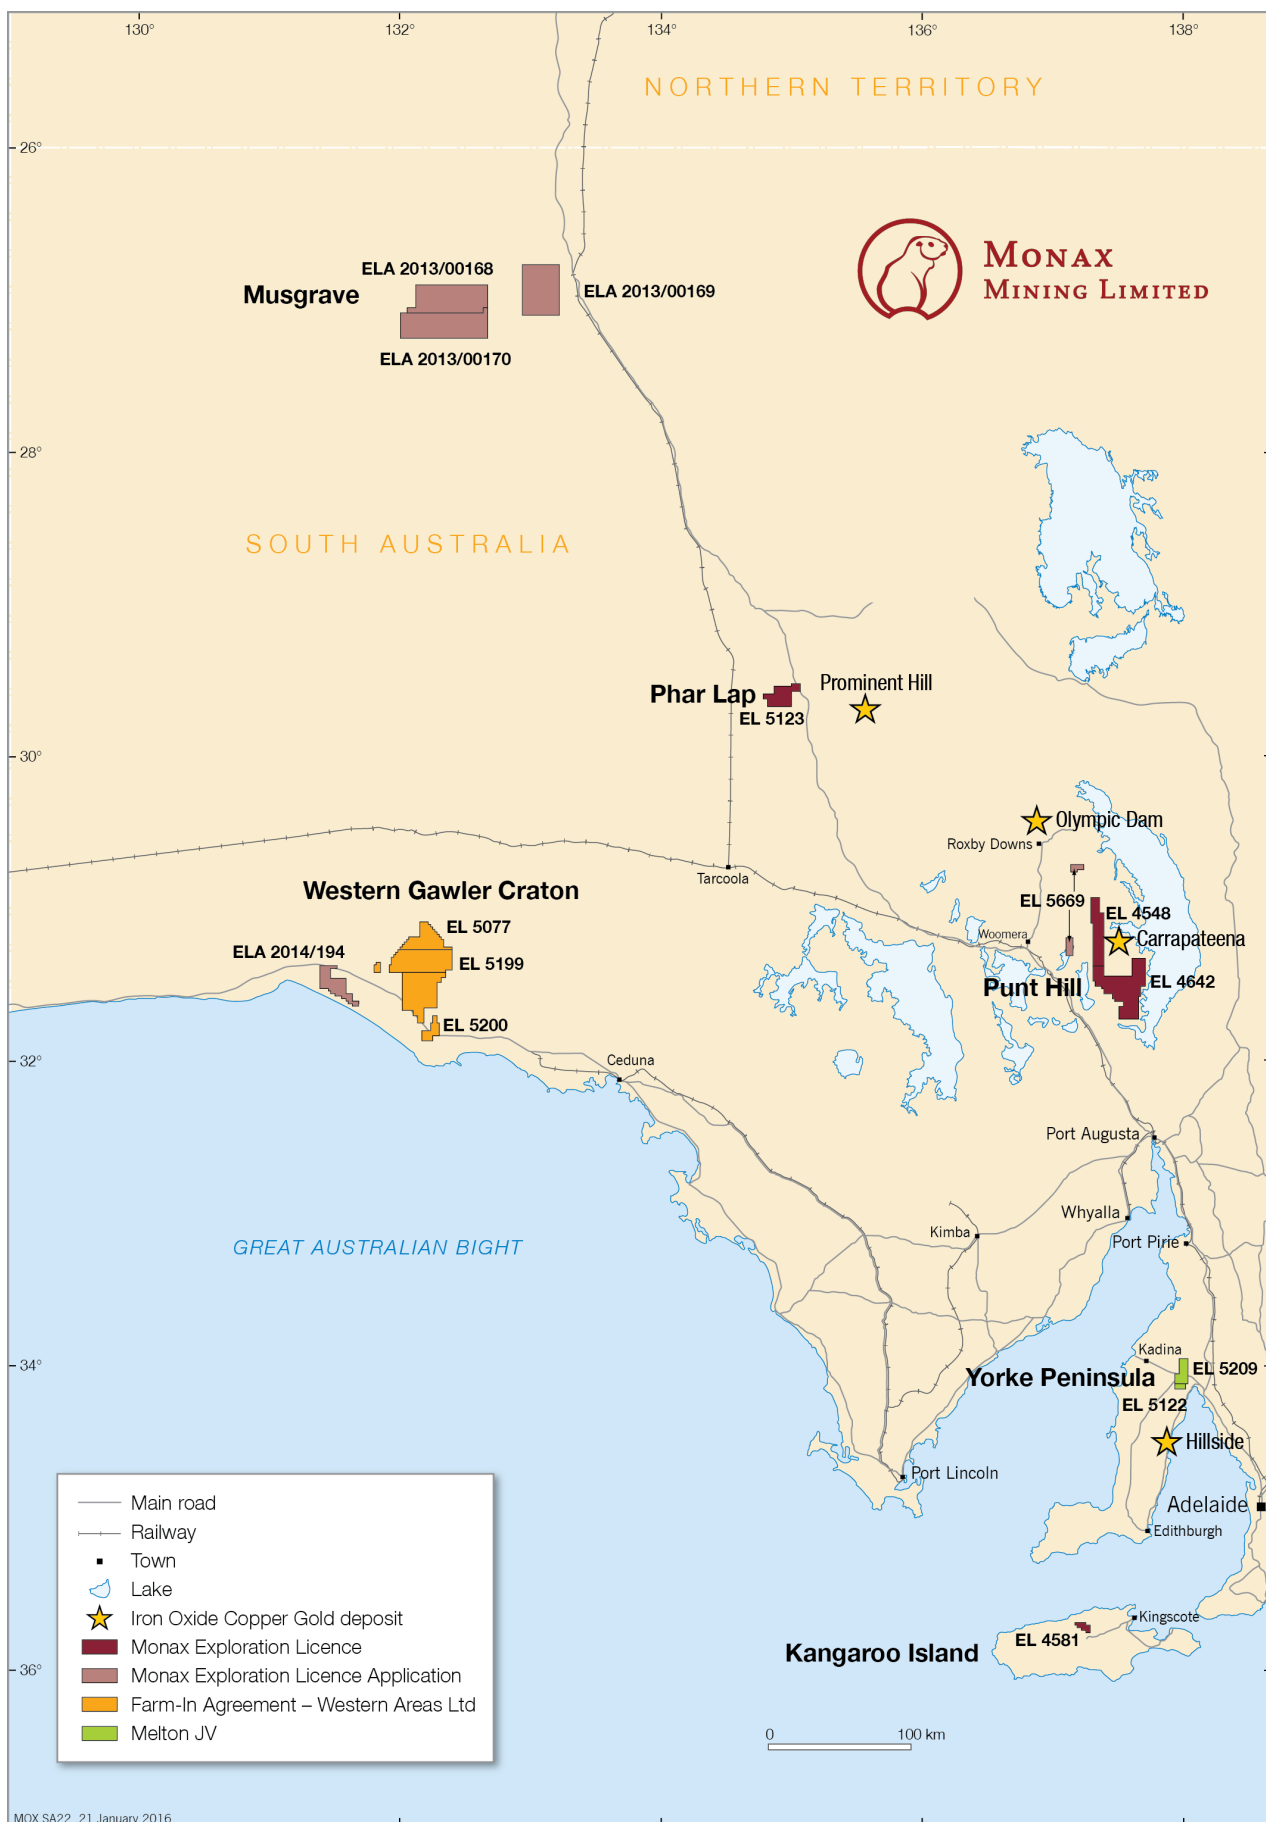 130°
132°
134°
136°
138°
NORTHERN TERRITORY
26°
MONAX
MINING LIMITED
ELA 2013/00168
Musgrave
ELA 2013/00169
ELA 2013/00170
28°
SOUTH AUSTRALIA
Prominent Hill
Phar Lap
EL 5123
30°
Olympic Dam
Roxby Downs
Tarcoola
Western Gawler Craton
EL 5669
EL 4548
EL 5077
Woomera
Carrapateena
ELA 2014/194
EL 5199
EL 4642
Punt Hill
EL 5200
32°
Ceduna
Port Augusta
Whyalla
Kimba
Port Pirie
GREAT AUSTRALIAN BIGHT
Kadina
34°
EL 5209
Yorke Peninsula
EL 5122
Hillside
Port Lincoln
Adelaide
Edithburgh
Kingscote
EL 4581
Kangaroo Island
36°
Main road
Railway
Town
Lake
Iron Oxide Copper Gold deposit
Monax Exploration Licence
Monax Exploration Licence Application
Farm-In Agreement – Western Areas Ltd
Melton JV
0 100 km
MOX SA22 21 January 2016